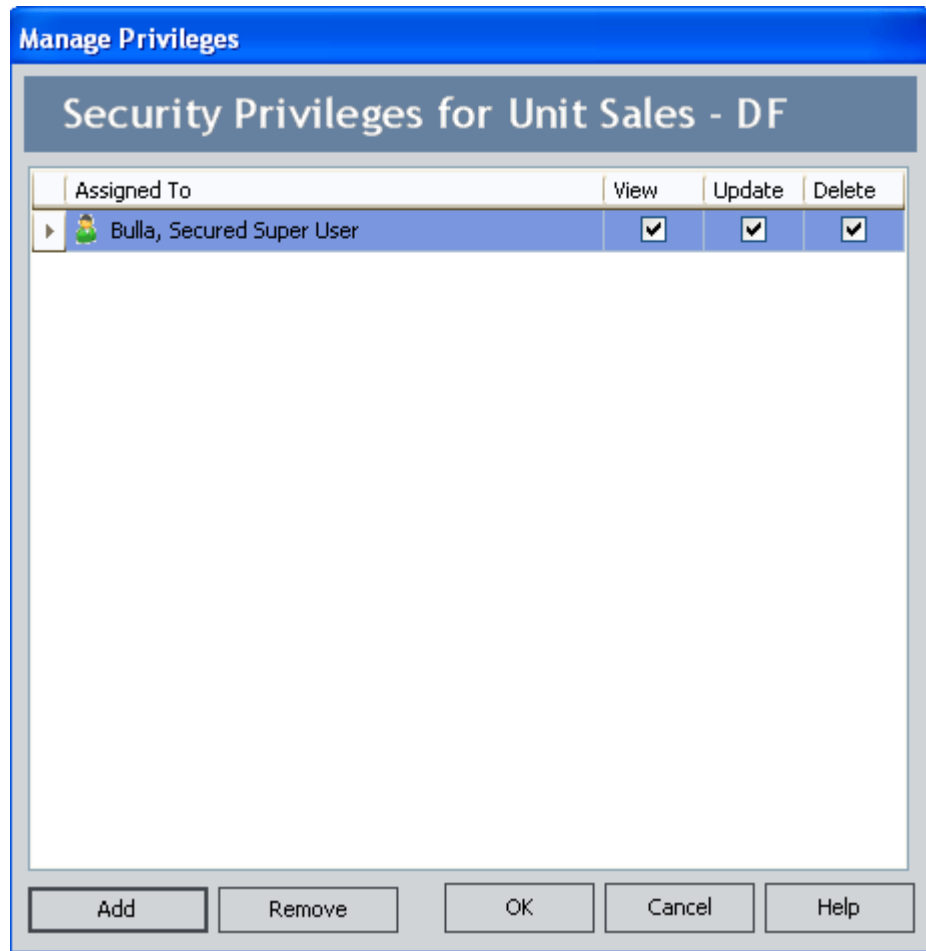 Manage Privileges
Security Privileges for Unit Sales - DF
Assigned To View Update Delete
Bulla, Secured Super User
Add Remove OK Cancel Help